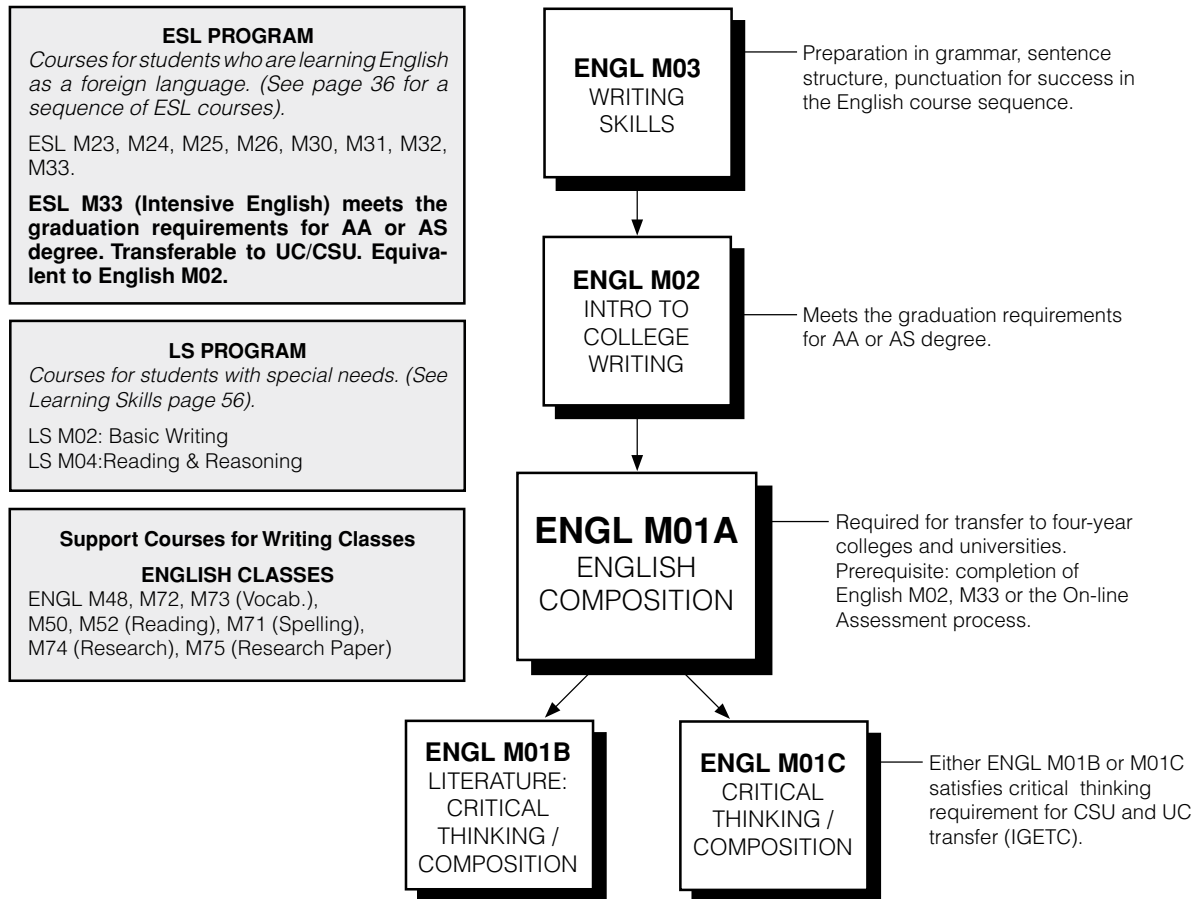 ESL PROGRAM
Courses for students who are learning English
as a foreign language. (See page 36 for a
sequence of ESL courses).
ESL M23, M24, M25, M26, M30, M31, M32,
M33.
ESL M33 (Intensive English) meets the
graduation requirements for AA or AS
degree. Transferable to UC/CSU. Equiva-
lent to English M02.
LS PROGRAM
Courses for students with special needs. (See
Learning Skills page 56).
LS M02: Basic Writing
LS M04:Reading & Reasoning
Support Courses for Writing Classes
ENGLISH CLASSES
ENGL M48, M72, M73 (Vocab.),
M50, M52 (Reading), M71 (Spelling),
M74 (Research), M75 (Research Paper)
ENGL M03
WRITING
SKILLS
Preparation in grammar, sentence
structure, punctuation for success in
the English course sequence.
ENGL M02
INTRO TO
COLLEGE
WRITING
Meets the graduation requirements
for AA or AS degree.
ENGL M01A
ENGLISH
COMPOSITION
Required for transfer to four-year
colleges and universities.
Prerequisite: completion of
English M02, M33 or the On-line
Assessment process.
ENGL M01B
LITERATURE:
CRITICAL
THINKING /
COMPOSITION
ENGL M01C
CRITICAL
THINKING /
COMPOSITION
Either ENGL M01B or M01C
satisfies critical thinking
requirement for CSU and UC
transfer (IGETC).